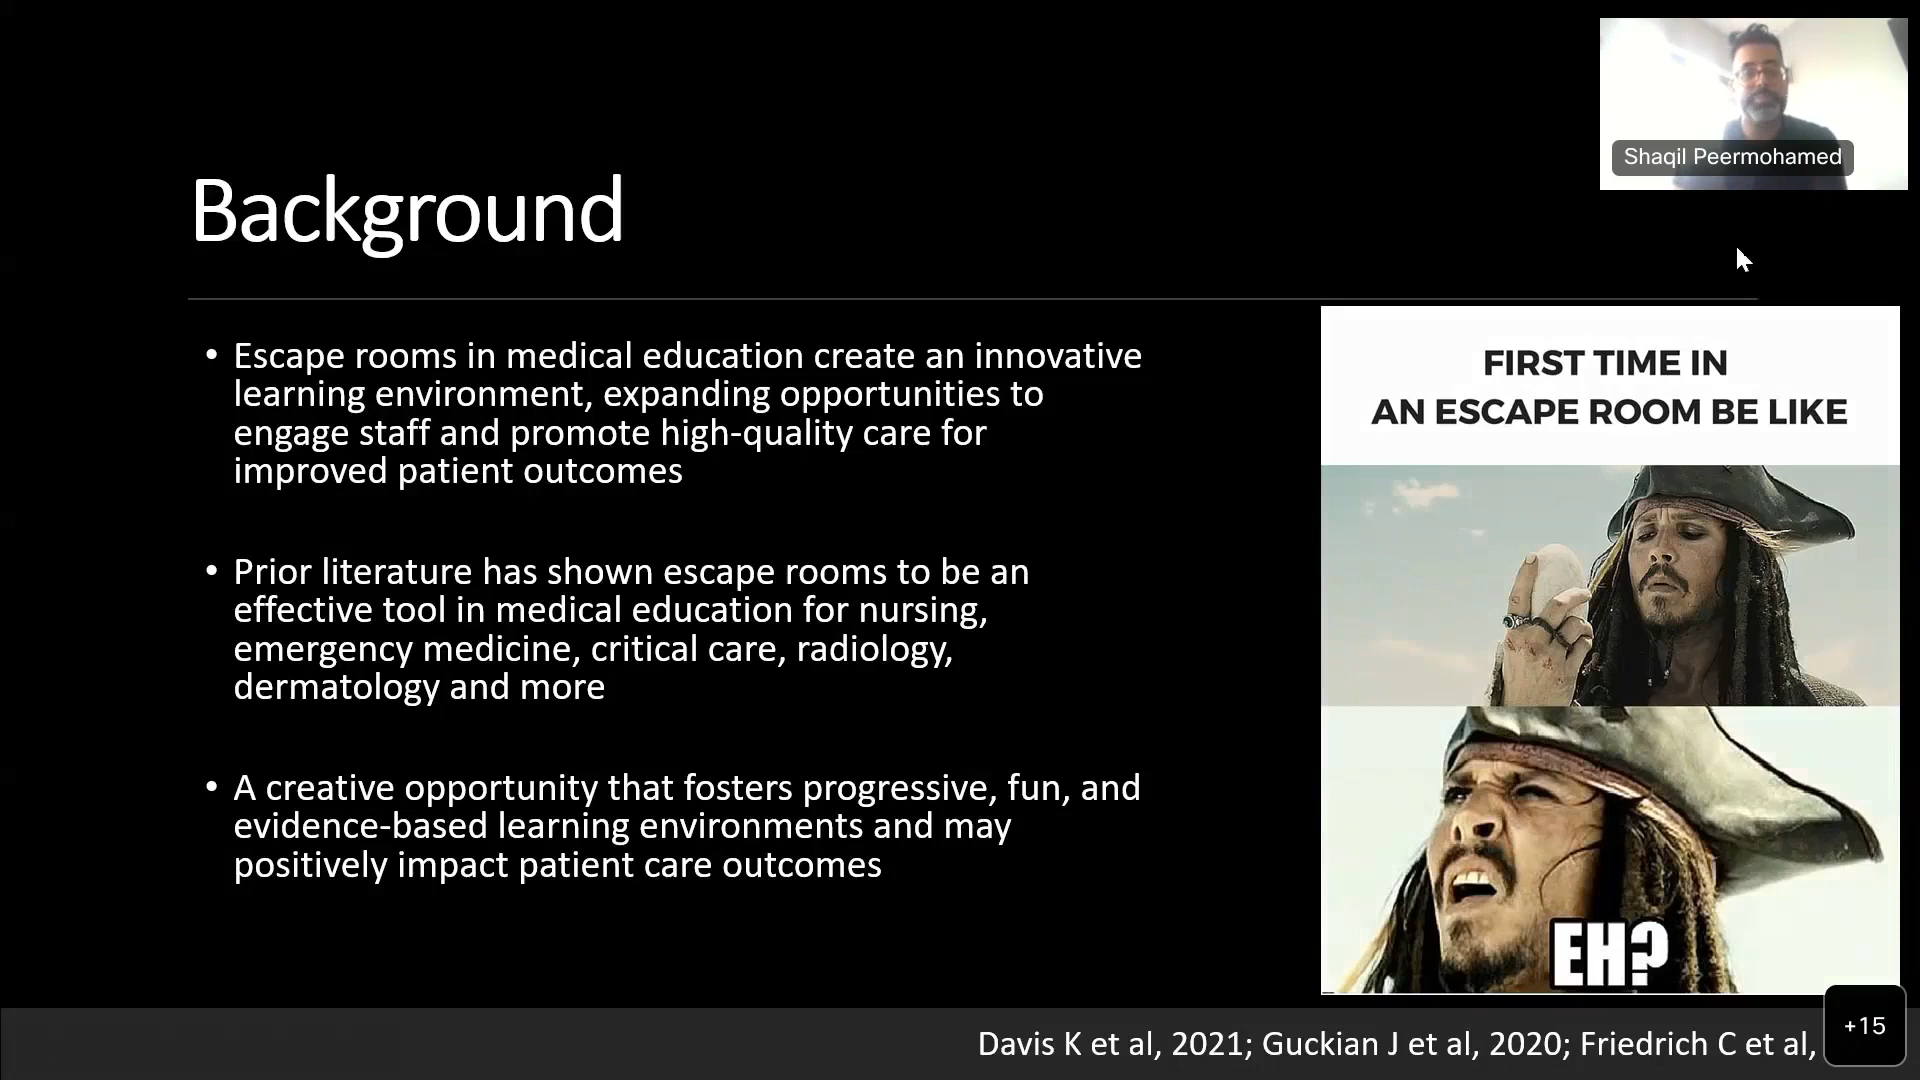 Shaqil Peermohamed
Background
• Escape rooms in medical education create an innovative
learning environment, expanding opportunities to
engage staff and promote high-quality care for
improved patient outcomes
• Prior literature has shown escape rooms to be an
effective tool in medical education for nursing,
emergency medicine, critical care, radiology,
dermatology and more
• A creative opportunity that fosters progressive, fun, and
evidence-based learning environments and may
positively impact patient care outcomes
FIRST TIME IN
AN ESCAPE ROOM BE LIKE
EH?
Davis K et al, 2021; Guckian J et al, 2020; Friedrich C et al,
+15